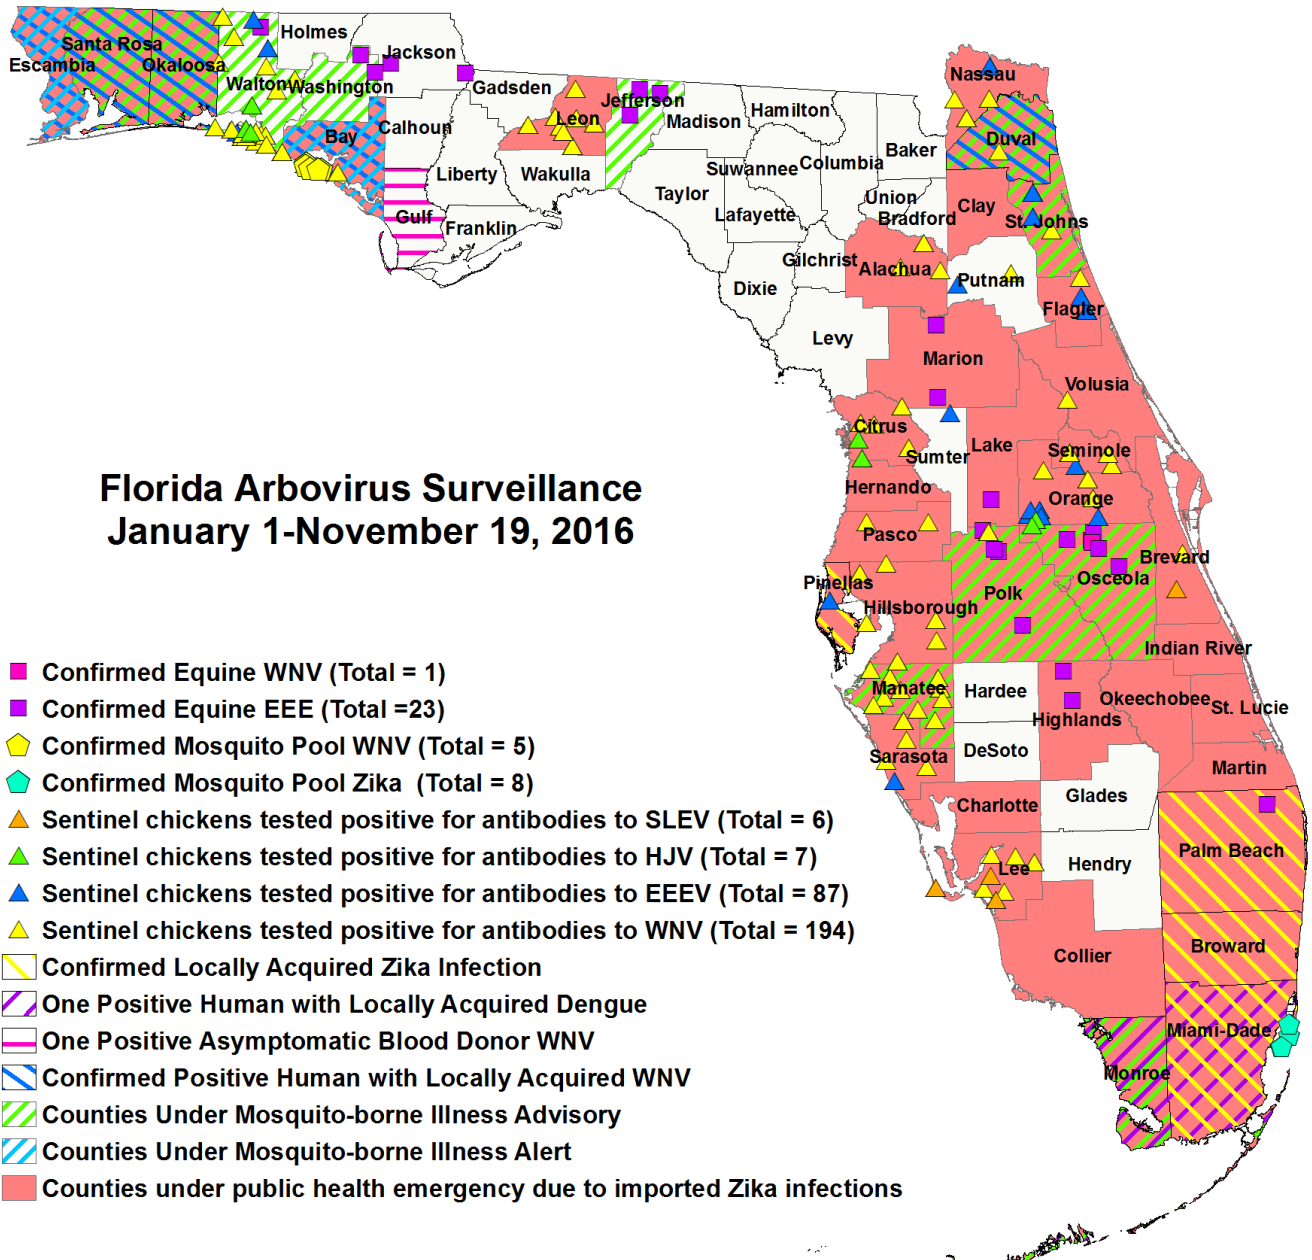 Holmes
Jackson
Santa Rosa
Escambia
Okaloosa
Walton
Washington
Gadsden
Jefferson
Leon
Madison
Hamilton
Nassau
Bay
Calhoun
Duval
Baker
Columbia
Suwannee
Liberty
Wakulla
Taylor
Union
Clay
Lafayette
Bradford
St. Johns
Gulf
Franklin
Gilchrist
Alachua
Putnam
Dixie
Flagler
Levy
Marion
Volusia
Citrus
Sumter
Lake
Seminole
Hernando
Orange
Florida Arbovirus Surveillance
January 1-November 19, 2016
Pasco
Brevard
Pinellas
Osceola
Polk
Hillsborough
Indian River
Manatee
Hardee
Okeechobee
St. Lucie
Highlands
DeSoto
Sarasota
Martin
Charlotte
Glades
Palm Beach
Lee
Hendry
Broward
Collier
Miami-Dade
Monroe
Confirmed Equine WNV (Total = 1)
Confirmed Equine EEE (Total =23)
Confirmed Mosquito Pool WNV (Total = 5)
Confirmed Mosquito Pool Zika (Total = 8)
Sentinel chickens tested positive for antibodies to SLEV (Total = 6)
Sentinel chickens tested positive for antibodies to HJV (Total = 7)
Sentinel chickens tested positive for antibodies to EEEV (Total = 87)
Sentinel chickens tested positive for antibodies to WNV (Total = 194)
Confirmed Locally Acquired Zika Infection
One Positive Human with Locally Acquired Dengue
One Positive Asymptomatic Blood Donor WNV
Confirmed Positive Human with Locally Acquired WNV
Counties Under Mosquito-borne Illness Advisory
Counties Under Mosquito-borne Illness Alert
Counties under public health emergency due to imported Zika infections